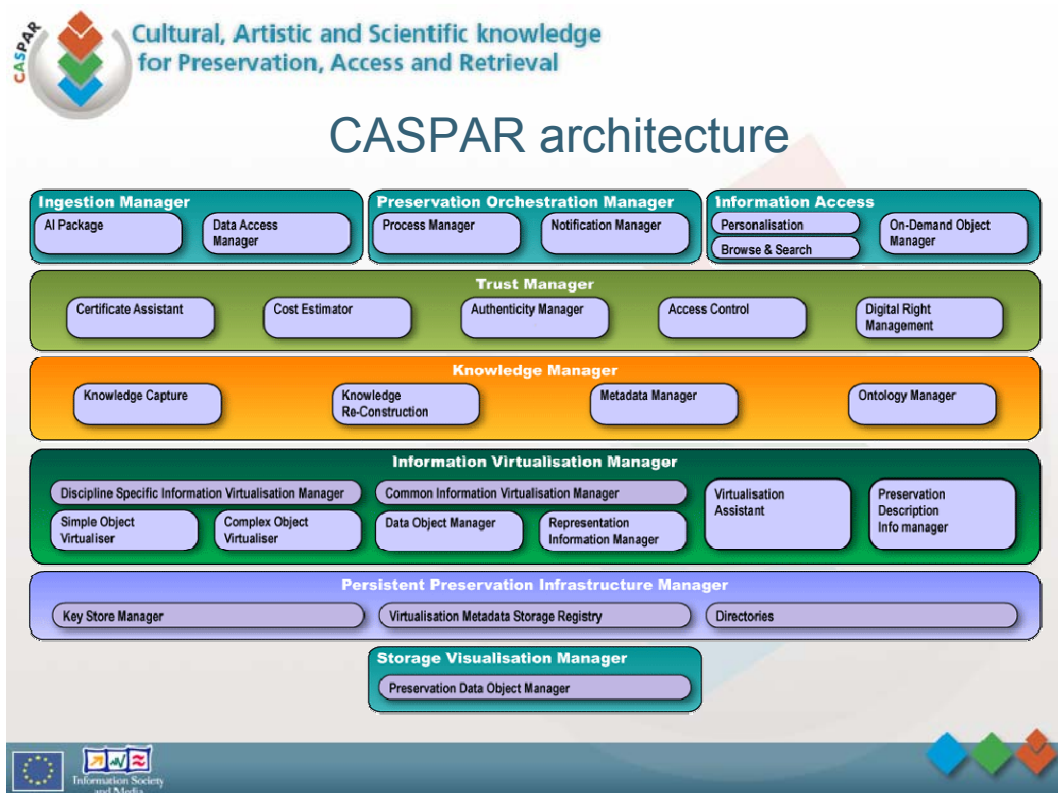 CASPAR
Cultural, Artistic and Scientific knowledge
for Preservation, Access and Retrieval
CASPAR architecture
Ingestion Manager
AI Package
Data Access
Manager
Preservation Orchestration Manager
Process Manager
Notification Manager
Information Access
Personalisation
Browse & Search
On-Demand Object
Manager
Trust Manager
Certificate Assistant
Cost Estimator
Authenticity Manager
Access Control
Digital Right
Management
Knowledge Manager
Knowledge Capture
Knowledge
Re-Construction
Metadata Manager
Ontology Manager
Information Virtualisation Manager
Discipline Specific Information Virtualisation Manager
Simple Object
Virtualiser
Complex Object
Virtualiser
Common Information Virtualisation Manager
Data Object Manager
Representation
Information Manager
Virtualisation
Assistant
Preservation
Description
Info manager
Persistent Preservation Infrastructure Manager
Key Store Manager
Virtualisation Metadata Storage Registry
Directories
Storage Visualisation Manager
Preservation Data Object Manager
Information Society
and Media